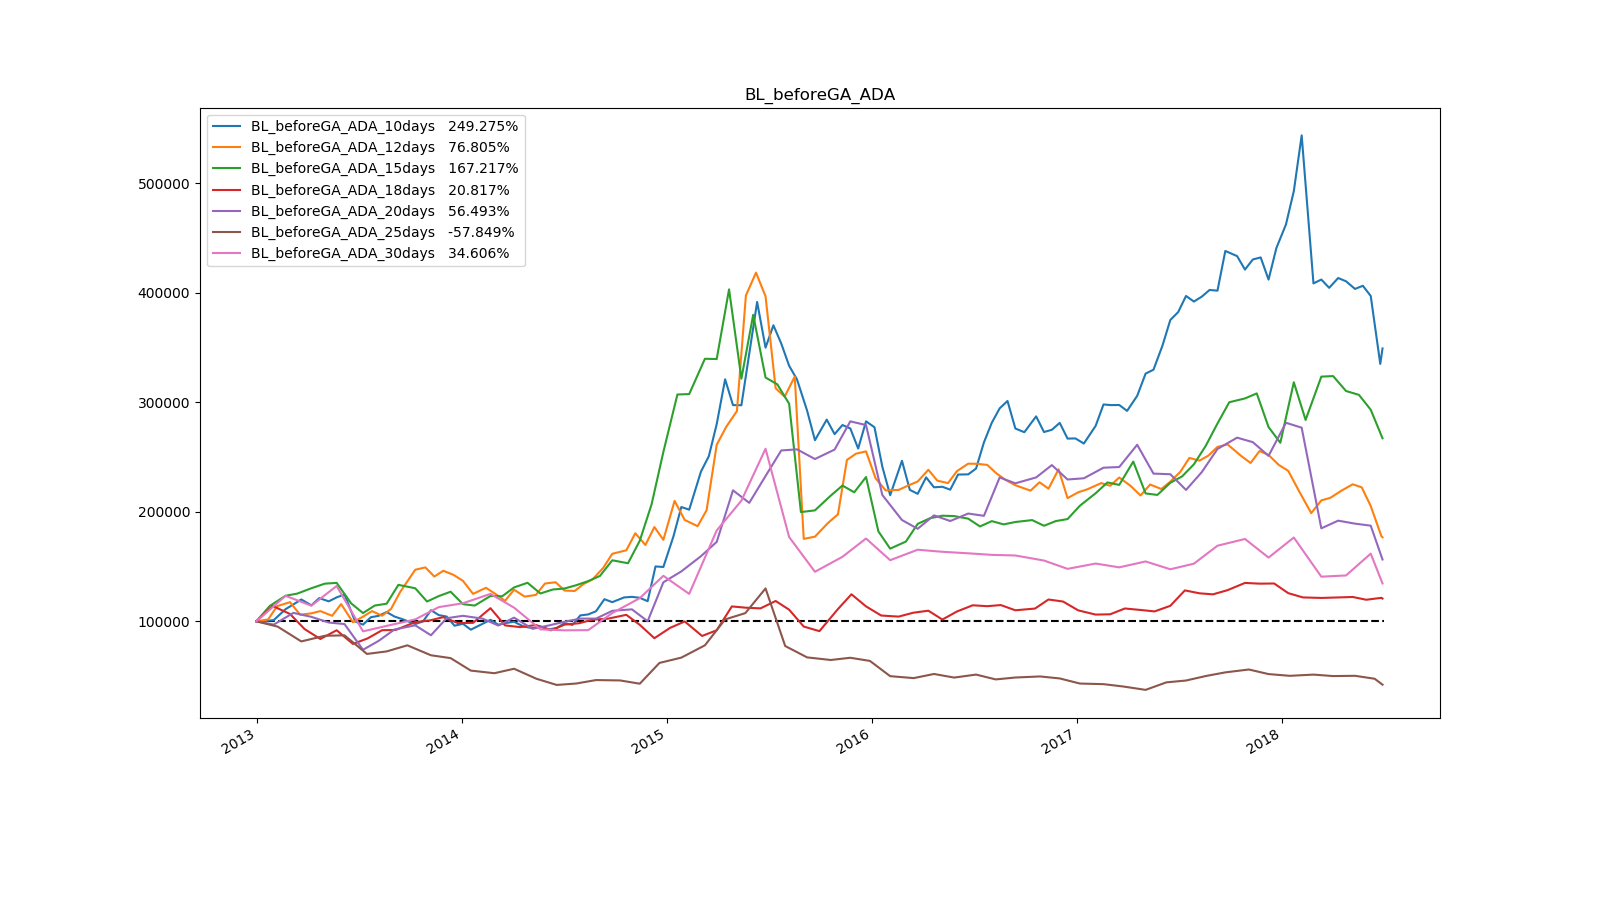 BL_beforeGA_ADA
BL_beforeGA_ADA_10days 249.275%
BL_beforeGA_ADA_12days 76.805%
BL_beforeGA_ADA_15days 167.217%
BL_beforeGA_ADA_18days 20.817%
BL_beforeGA_ADA_20days 56.493%
BL_beforeGA_ADA_25days -57.849%
BL_beforeGA_ADA_30days 34.606%
500000
400000
300000
200000
100000
2013
2014
2015
2016
2017
2018